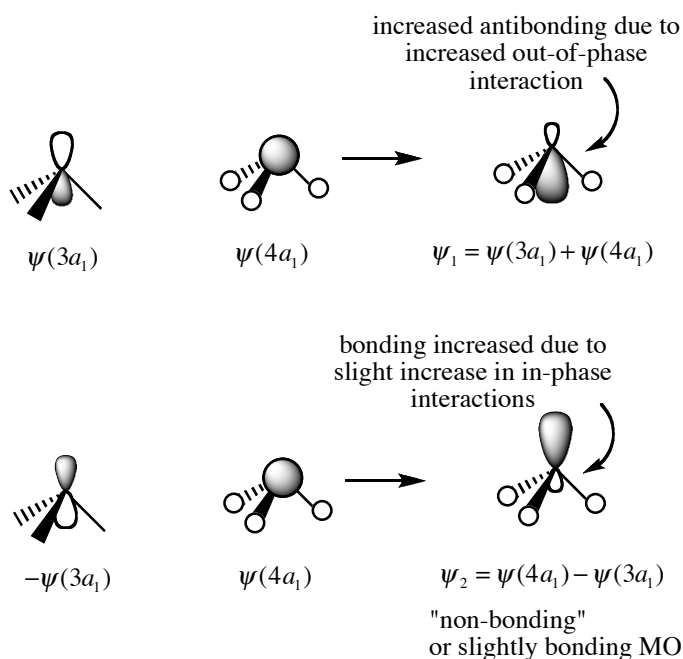 increased antibonding due to
increased out-of-phase
interaction
ψ(3a₁)
ψ(4a₁)
ψ₁ = ψ(3a₁) + ψ(4a₁)
bonding increased due to
slight increase in in-phase
interactions
−ψ(3a₁)
ψ(4a₁)
ψ₂ = ψ(4a₁) − ψ(3a₁)
"non-bonding"
or slightly bonding MO